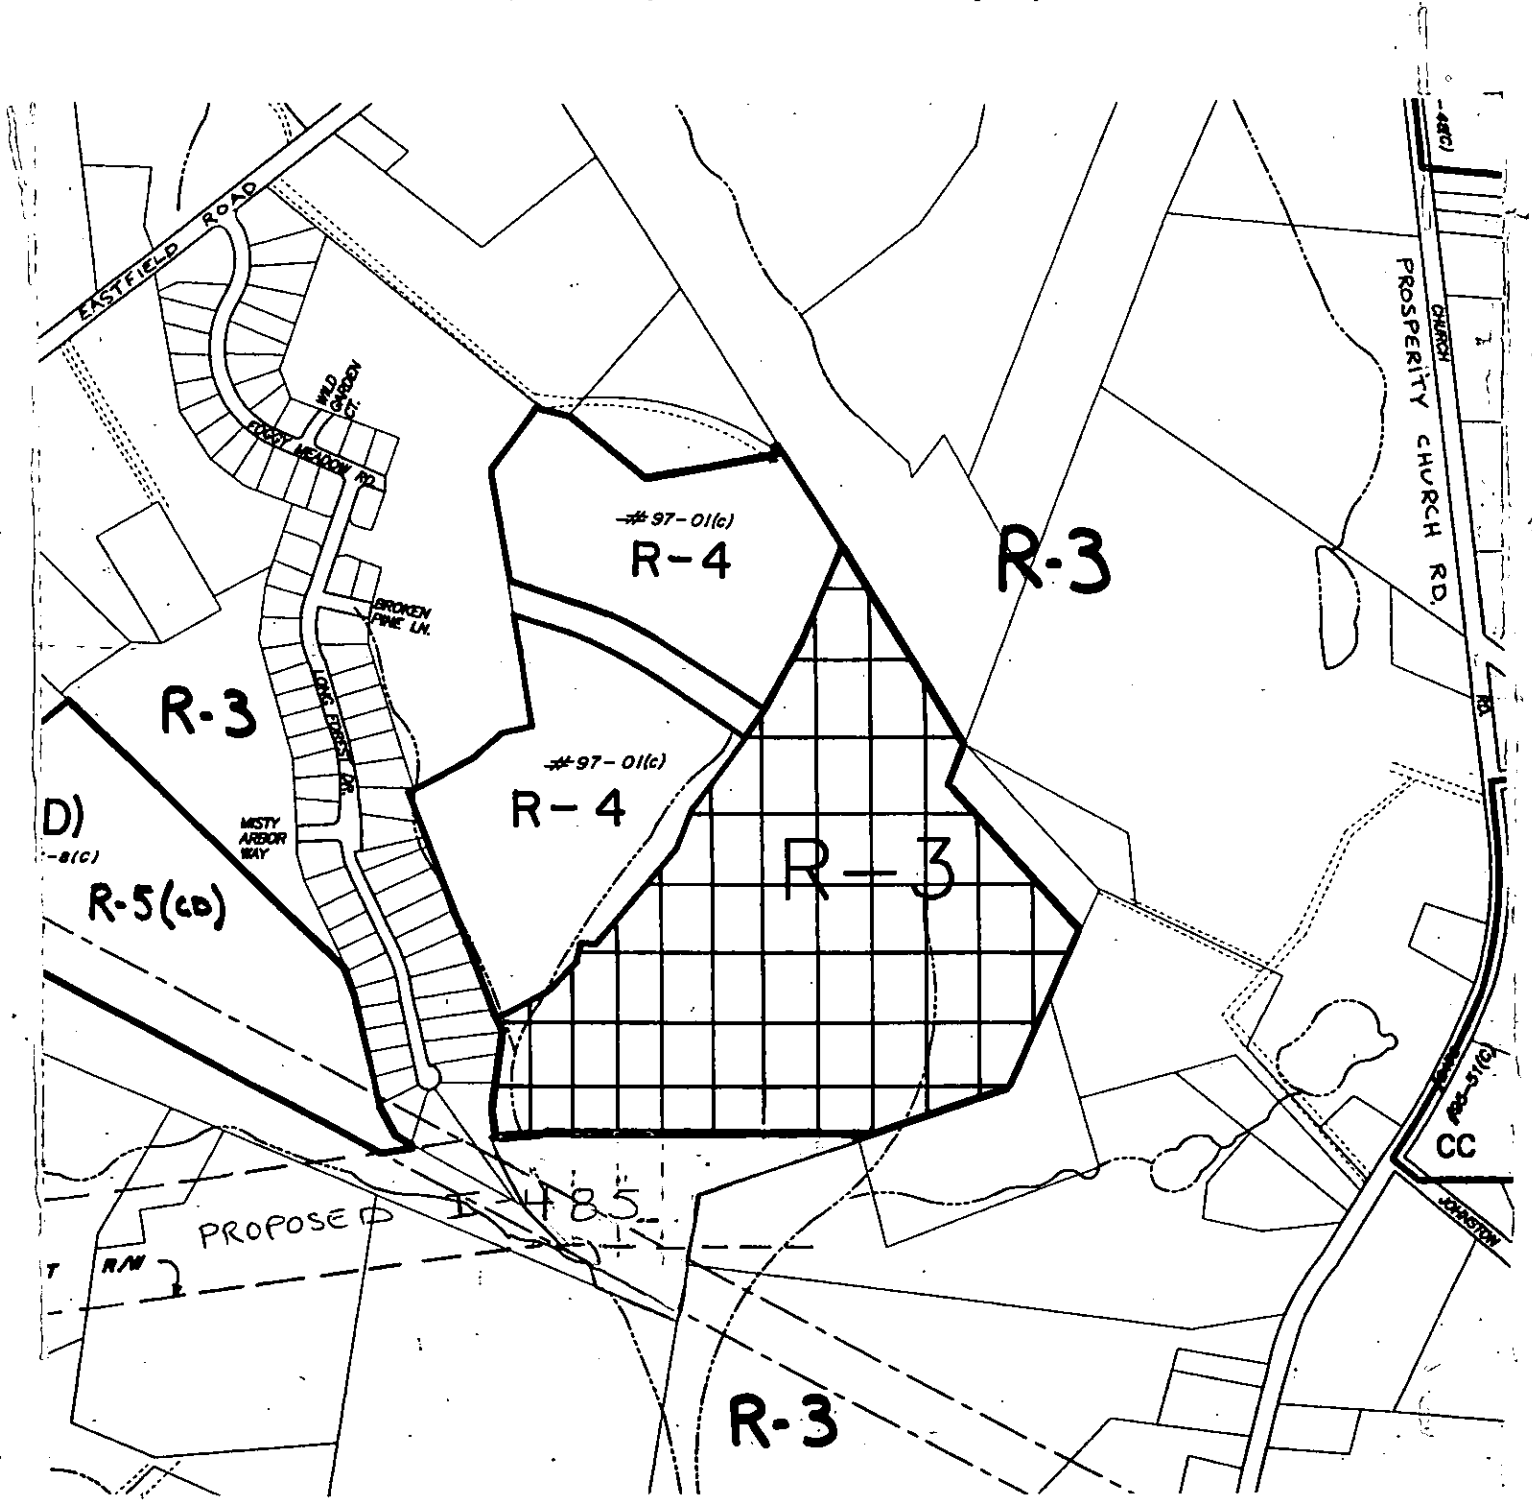 EASTFIELD ROAD
WILD
GARDEN
CT.
FOGGY MEADOW RD.
# 97-01(c)
R-4
R-3
PROSPERITY CHURCH RD.
CHURCH
RD.
BROKEN
PINE LN.
R-3
LONG FOREST DR.
# 97-01(c)
R-4
MISTY
ARBOR
WAY
D)
-8(C)
R-5(CD)
R-3
CC
JOHNSTON
PROPOSED I-485
T R/W
R-3